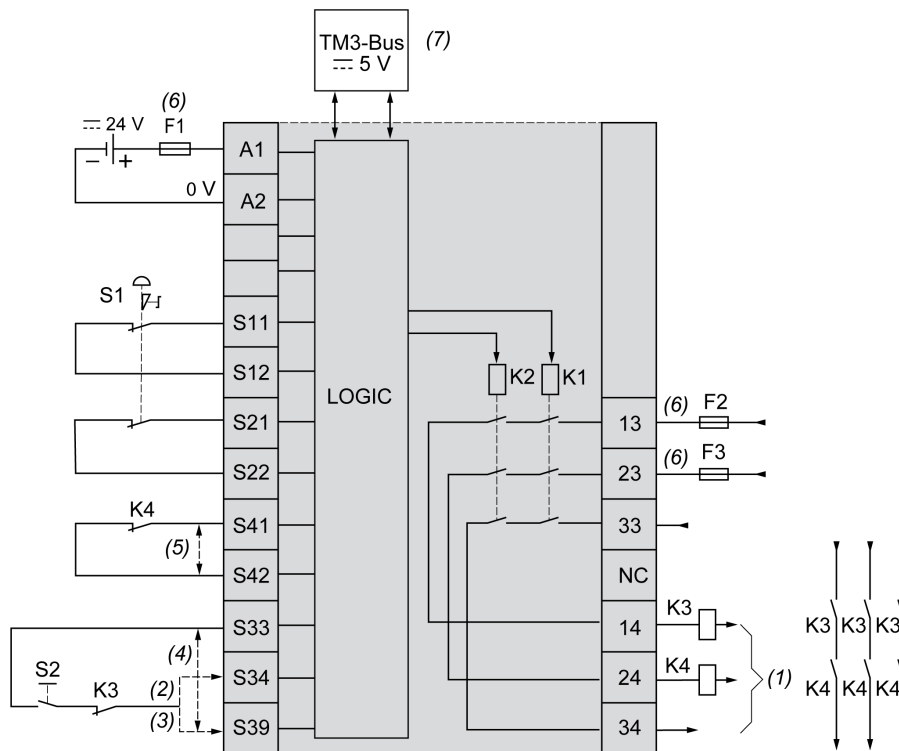 TM3-Bus
5 V
(7)
24 V
(6)
F1
– +
0 V
A1
A2
S1
S11
S12
S21
S22
K4
S41
(5)
S42
S33
(4)
S2
K3
(2)
S34
(3)
S39
LOGIC
K2
K1
13
(6)
F2
23
(6)
F3
33
NC
14
K3
24
K4
34
(1)
K3 K3 K3
K4 K4 K4